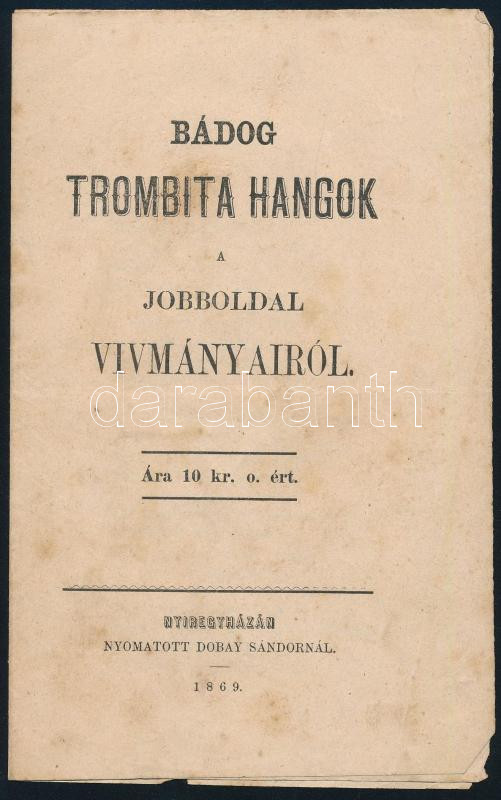 BÁDOG
TROMBITA HANGOK
A
JOBBOLDAL
VIVMÁNYAIRÓL.
darabanth
Ára 10 kr. o. ért.
NYIREGYHÁZÁN
NYOMATOTT DOBAY SÁNDORNÁL.
1869.